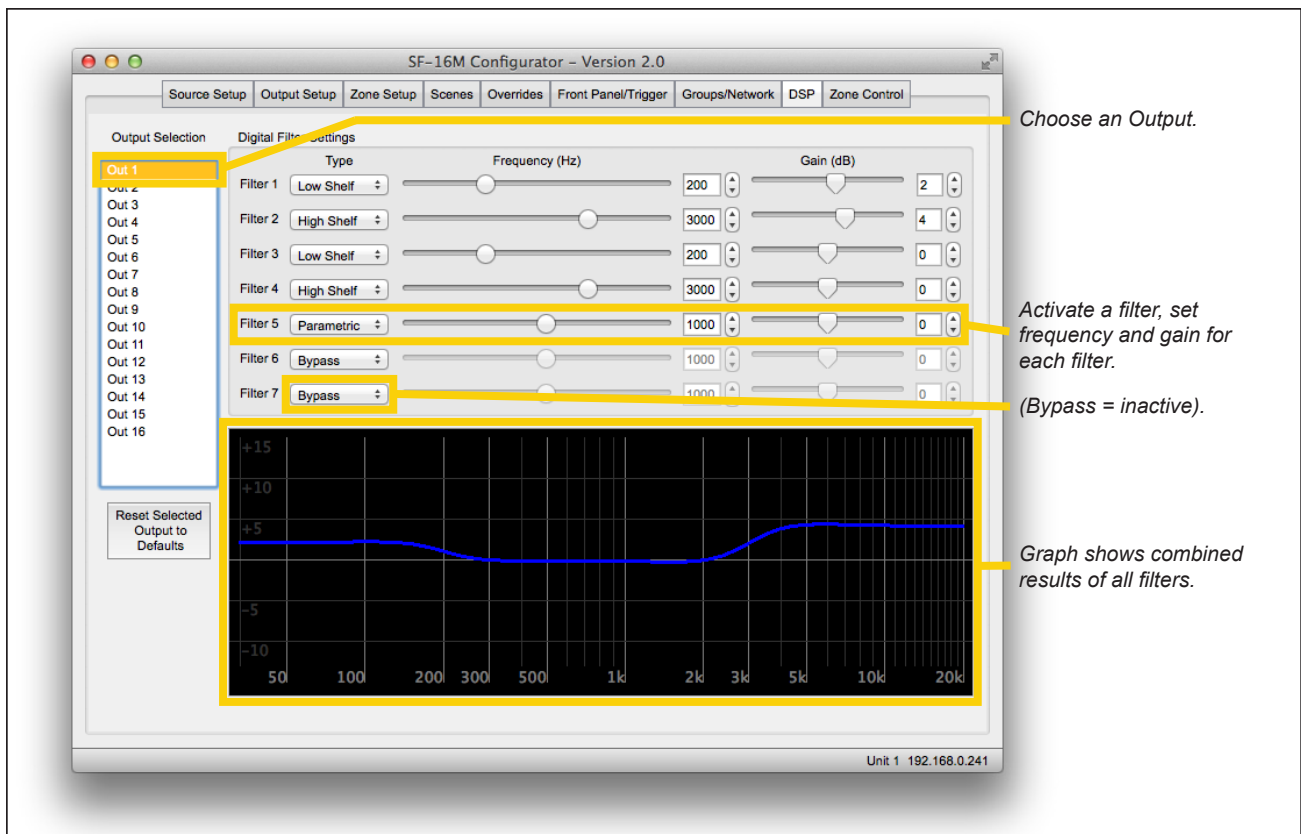 SF-16M Configurator – Version 2.0
Source Setup Output Setup Zone Setup Scenes Overrides Front Panel/Trigger Groups/Network DSP Zone Control
Choose an Output.
Output Selection
Digital Filter Settings
Type Frequency (Hz) Gain (dB)
Out 1
Out 2
Out 3
Out 4
Out 5
Out 6
Out 7
Out 8
Out 9
Out 10
Out 11
Out 12
Out 13
Out 14
Out 15
Out 16
Filter 1 Low Shelf 200 2
Filter 2 High Shelf 3000 4
Filter 3 Low Shelf 200 0
Filter 4 High Shelf 3000 0
Filter 5 Parametric 1000 0
Filter 6 Bypass 1000 0
Filter 7 Bypass 1000 0
Activate a filter, set
frequency and gain for
each filter.
(Bypass = inactive).
Reset Selected
Output to
Defaults
+15
+10
+5
-5
-10
50 100 200 300 500 1k 2k 3k 5k 10k 20k
Graph shows combined
results of all filters.
Unit 1 192.168.0.241